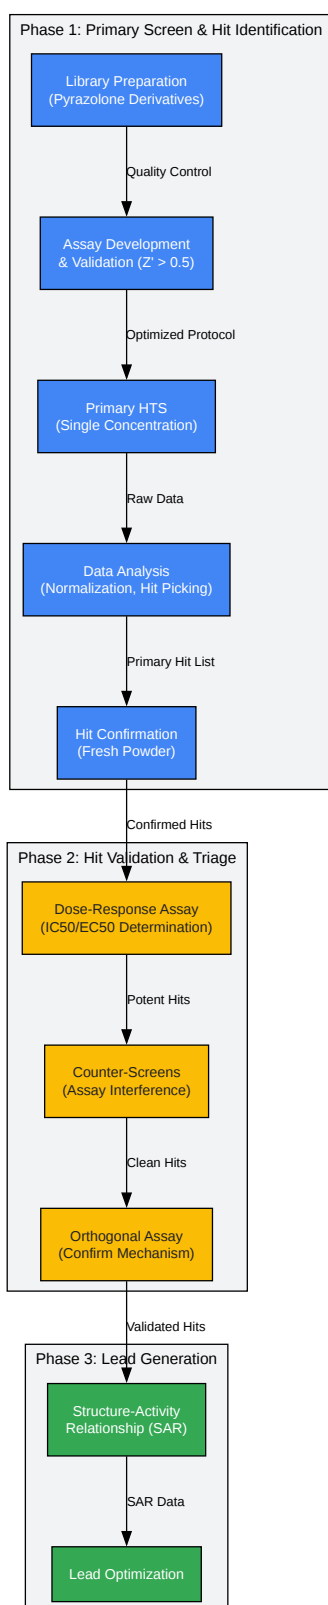 Phase 1: Primary Screen & Hit Identification
Library Preparation
(Pyrazolone Derivatives)
Quality Control
Assay Development
& Validation (Z' > 0.5)
Optimized Protocol
Primary HTS
(Single Concentration)
Raw Data
Data Analysis
(Normalization, Hit Picking)
Primary Hit List
Hit Confirmation
(Fresh Powder)
Confirmed Hits
Phase 2: Hit Validation & Triage
Dose-Response Assay
(IC50/EC50 Determination)
Potent Hits
Counter-Screens
(Assay Interference)
Clean Hits
Orthogonal Assay
(Confirm Mechanism)
Validated Hits
Phase 3: Lead Generation
Structure-Activity
Relationship (SAR)
SAR Data
Lead Optimization